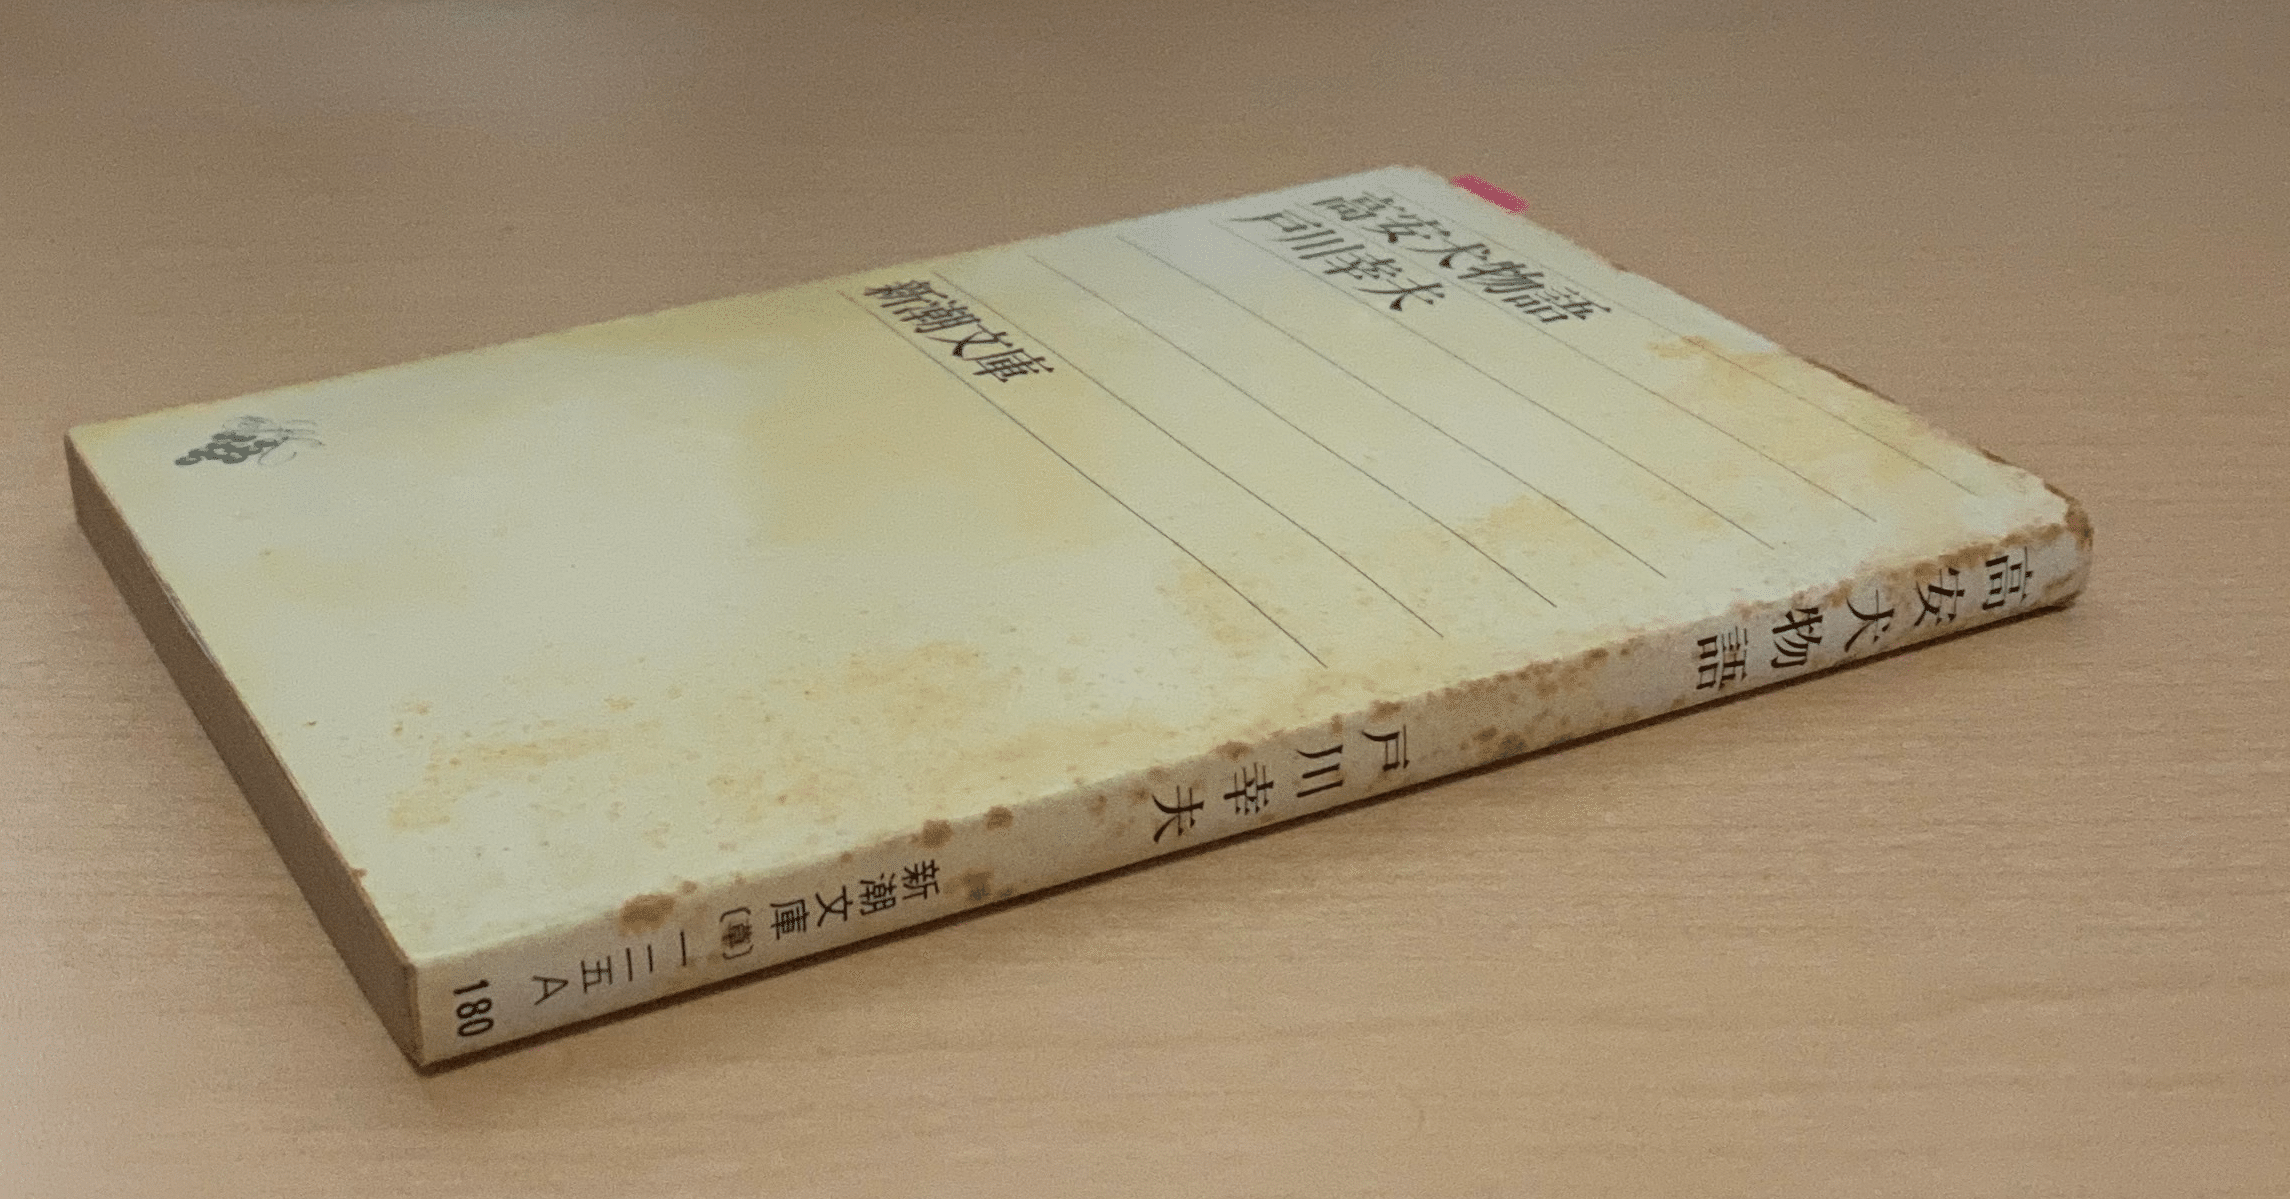 高安犬物語
戸川幸夫
新潮文庫
高安犬物語
戸川幸夫
新潮文庫
〔草〕一二五A
180